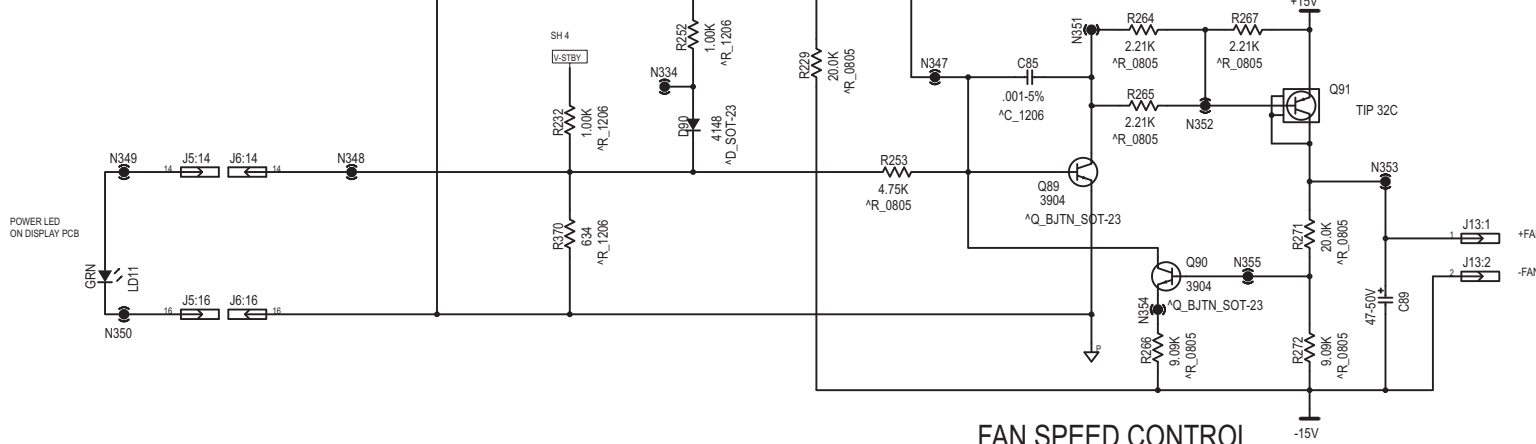 +15V
SH 4
V-STBY
R252
1.00K
^R_1206
N334
R232
1.00K
^R_1206
D90
4148
^D_SOT-23
R229
20.0K
^R_0805
N347
C85
.001-5%
^C_1206
N351
R264
2.21K
^R_0805
R267
2.21K
^R_0805
R265
2.21K
^R_0805
N352
Q91
TIP 32C
N349
14
J5:14
J6:14
14
N348
R253
4.75K
^R_0805
Q89
3904
^Q_BJTN_SOT-23
N353
POWER LED
ON DISPLAY PCB
GRN
LD11
R370
634
^R_1206
Q90
3904
^Q_BJTN_SOT-23
N355
R271
20.0K
^R_0805
1
J13:1
+FA
2
J13:2
-FA
47-50V
+
C89
N350
16
J5:16
J6:16
16
N354
R266
9.09K
^R_0805
P
R272
9.09K
^R_0805
FAN SPEED CONTROL
-15V